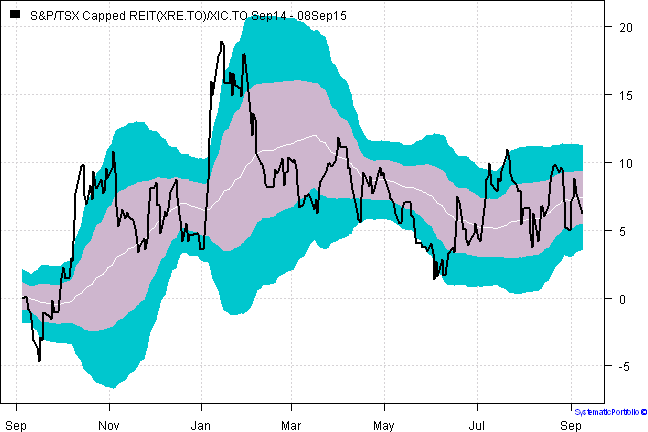 S&P/TSX Capped REIT(XRE.TO)/XIC.TO Sep14 - 08Sep15
20
15
10
5
0
-5
SystematicPortfolio ©
Sep Nov Jan Mar May Jul Sep